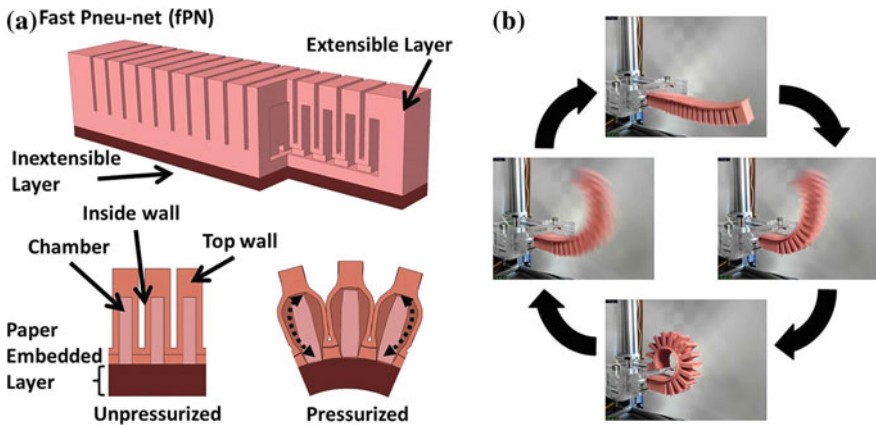 (a) Fast Pneu-net (fPN)
Extensible Layer
Inextensible
Layer
Inside wall
Chamber
Top wall
Paper
Embedded
Layer
Unpressurized
Pressurized
(b)